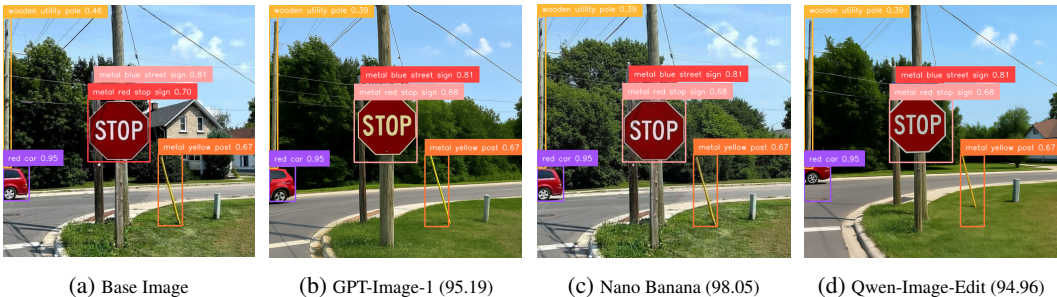 wooden utility pole 0.46
metal blue street sign 0.81
metal red stop sign 0.70
STOP
metal yellow post 0.67
red car 0.95
(a) Base Image
wooden utility pole 0.39
metal blue street sign 0.81
metal red stop sign 0.68
STOP
metal yellow post 0.67
red car 0.95
(b) GPT-Image-1 (95.19)
wooden utility pole 0.39
metal blue street sign 0.81
metal red stop sign 0.68
STOP
metal yellow post 0.67
red car 0.95
(c) Nano Banana (98.05)
wooden utility pole 0.39
metal blue street sign 0.81
metal red stop sign 0.68
STOP
metal yellow post 0.67
red car 0.95
(d) Qwen-Image-Edit (94.96)